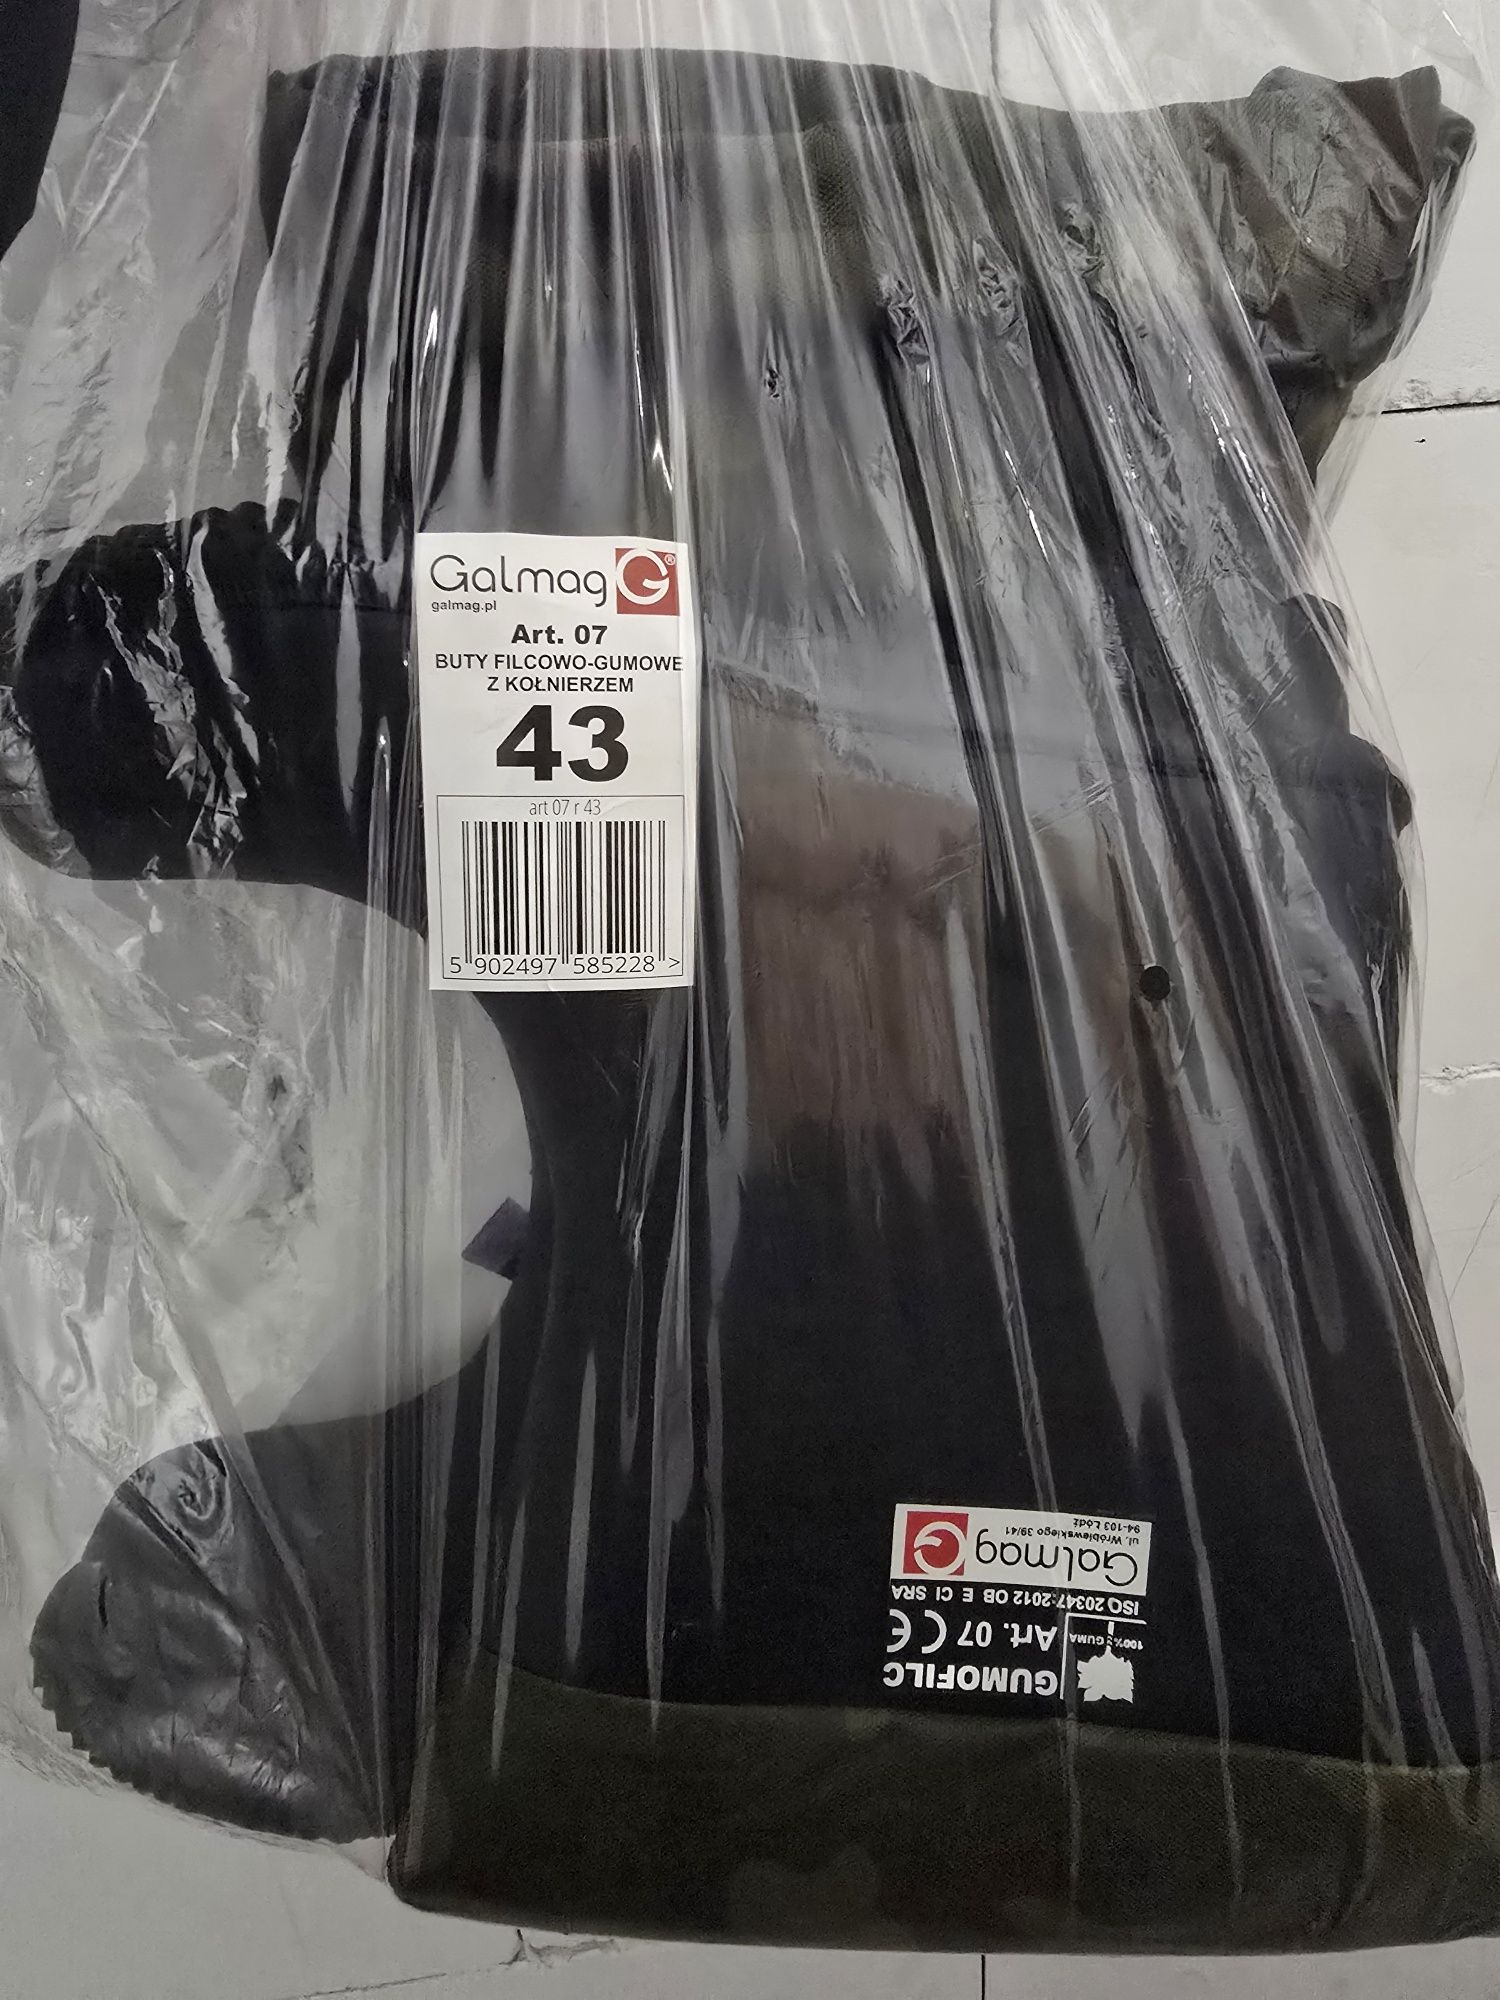 Galmag G®
galmag.pl
Art. 07
BUTY FILCOWO-GUMOWE
Z KOŁNIERZEM
43
art 07 r 43
5 902497 585228 >
GUMOFILC
100% GUMA Art. 07 CE
ISO 20347:2012 OB E CI SRA
Galmag G
ul. Wróblewskiego 39/41
94-103 Łódź